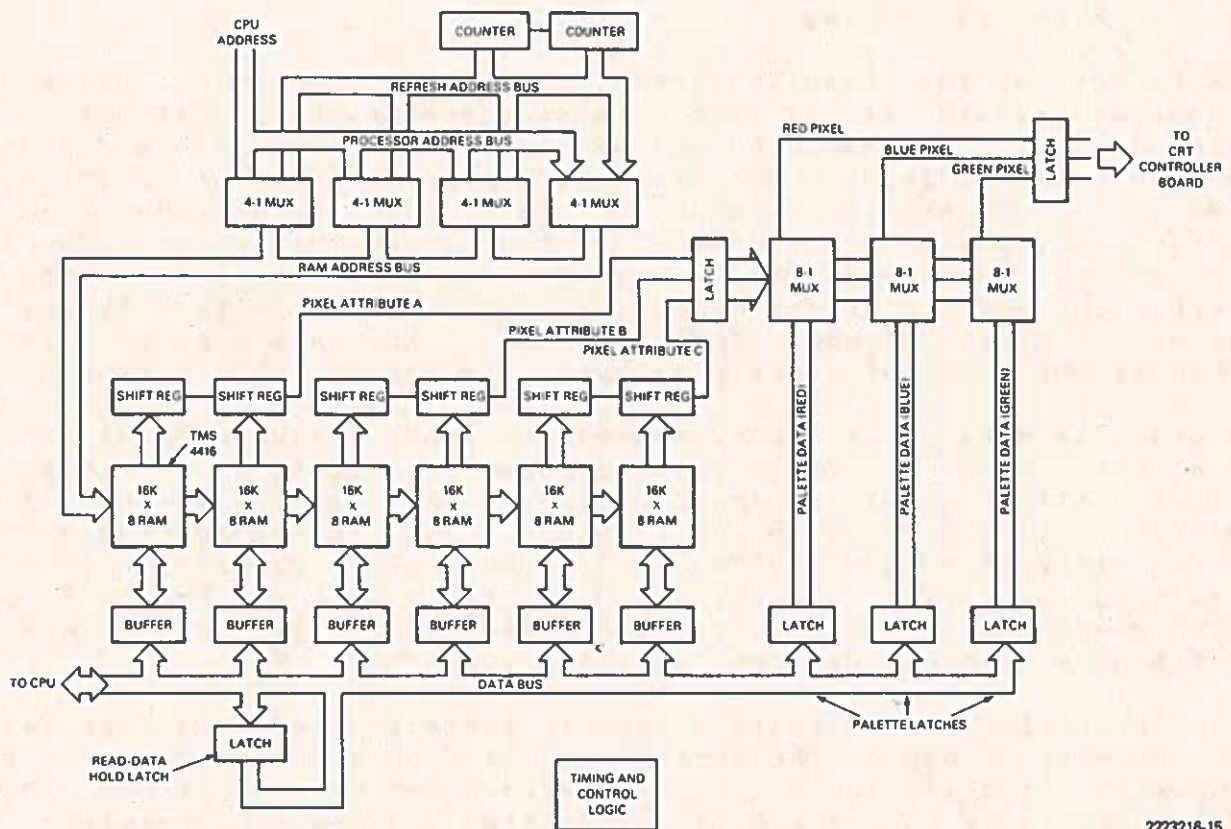 CPU
ADDRESS
COUNTER
COUNTER
REFRESH ADDRESS BUS
PROCESSOR ADDRESS BUS
4-1 MUX
4-1 MUX
4-1 MUX
4-1 MUX
RAM ADDRESS BUS
RED PIXEL
BLUE PIXEL
GREEN PIXEL
LATCH
TO
CRT
CONTROLLER
BOARD
LATCH
8-1
MUX
8-1
MUX
8-1
MUX
PIXEL ATTRIBUTE A
PIXEL ATTRIBUTE B
PIXEL ATTRIBUTE C
SHIFT REG
SHIFT REG
SHIFT REG
SHIFT REG
SHIFT REG
SHIFT REG
TMS
4416
16K
X
8 RAM
16K
X
8 RAM
16K
X
8 RAM
16K
X
8 RAM
16K
X
8 RAM
16K
X
8 RAM
PALETTE DATA (RED)
PALETTE DATA (BLUE)
PALETTE DATA (GREEN)
BUFFER
BUFFER
BUFFER
BUFFER
BUFFER
BUFFER
LATCH
LATCH
LATCH
TO CPU
DATA BUS
PALETTE LATCHES
LATCH
READ-DATA
HOLD LATCH
TIMING AND
CONTROL
LOGIC
2223216-15